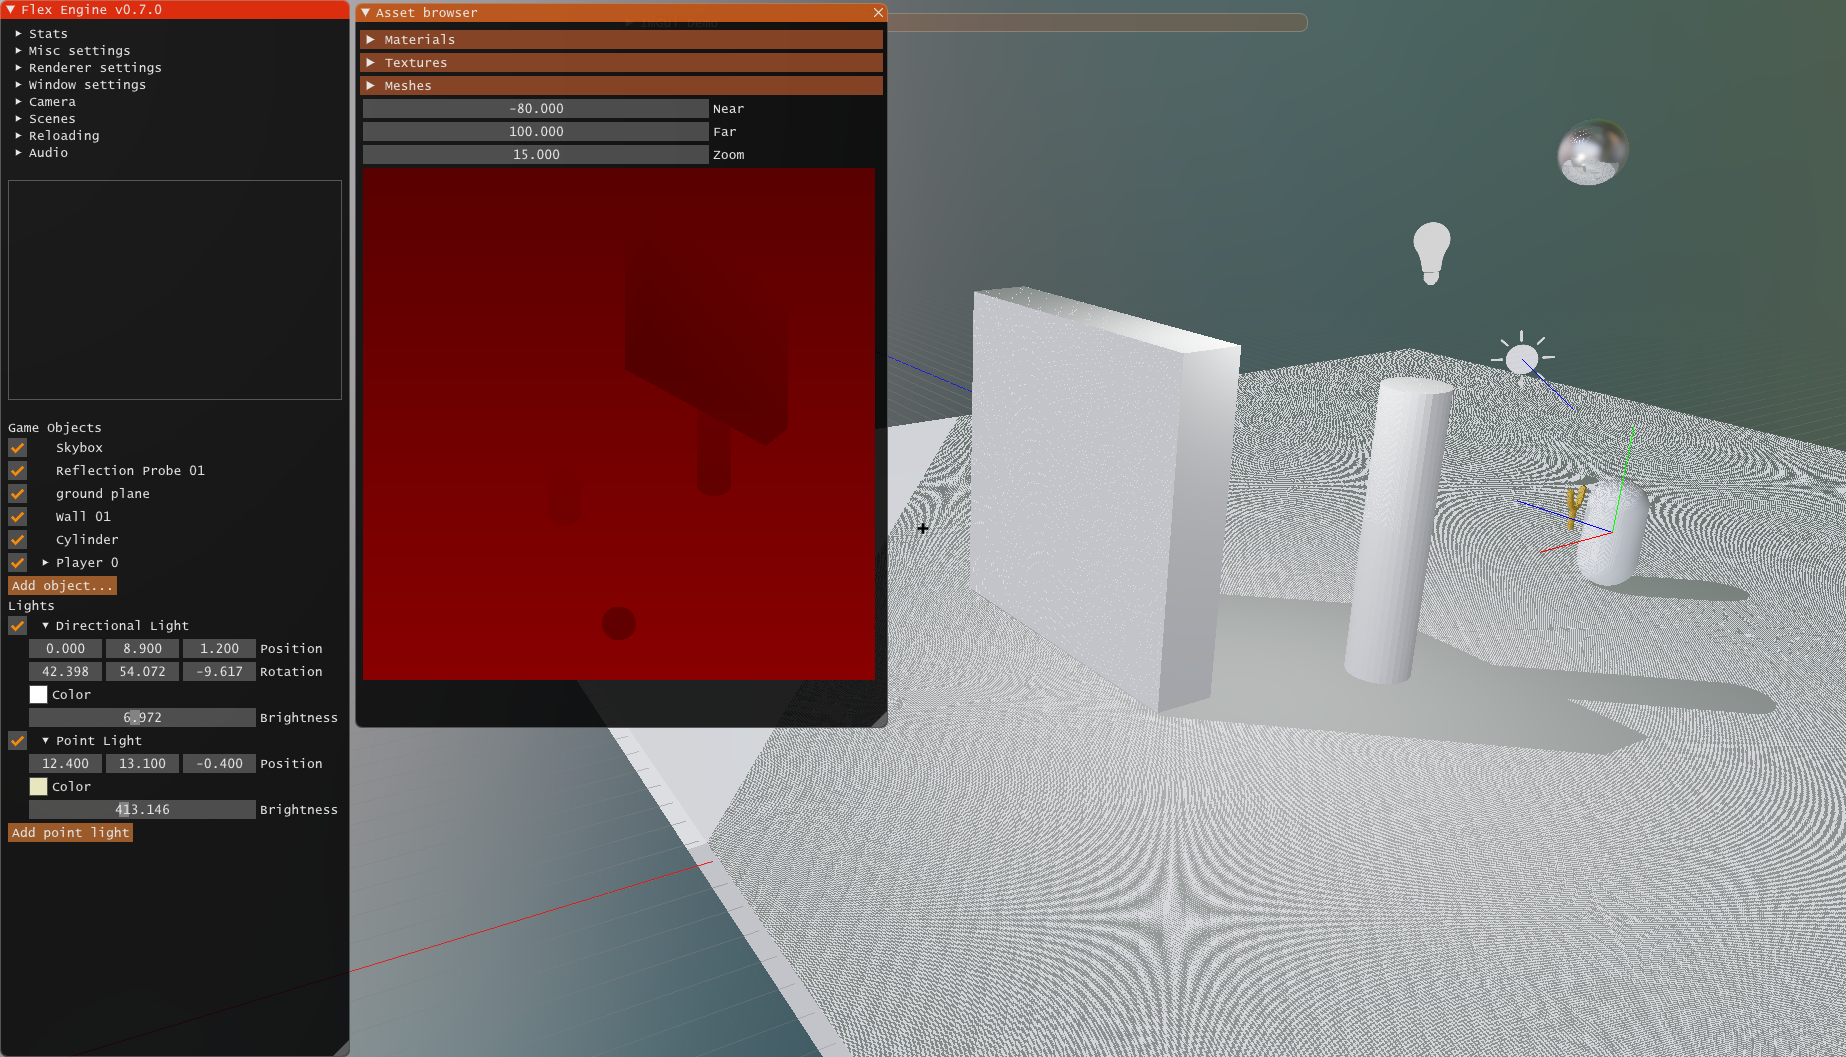 Flex Engine v0.7.0
Stats
Misc settings
Renderer settings
Window settings
Camera
Scenes
Reloading
Audio
Game Objects
Skybox
Reflection Probe 01
ground plane
Wall 01
Cylinder
Player 0
Add object...
Lights
Directional Light
0.000 8.900 1.200 Position
42.398 54.072 -9.617 Rotation
Color
6.972 Brightness
Point Light
12.400 13.100 -0.400 Position
Color
413.146 Brightness
Add point light
Asset browser
ImGui Demo
Materials
Textures
Meshes
-80.000 Near
100.000 Far
15.000 Zoom